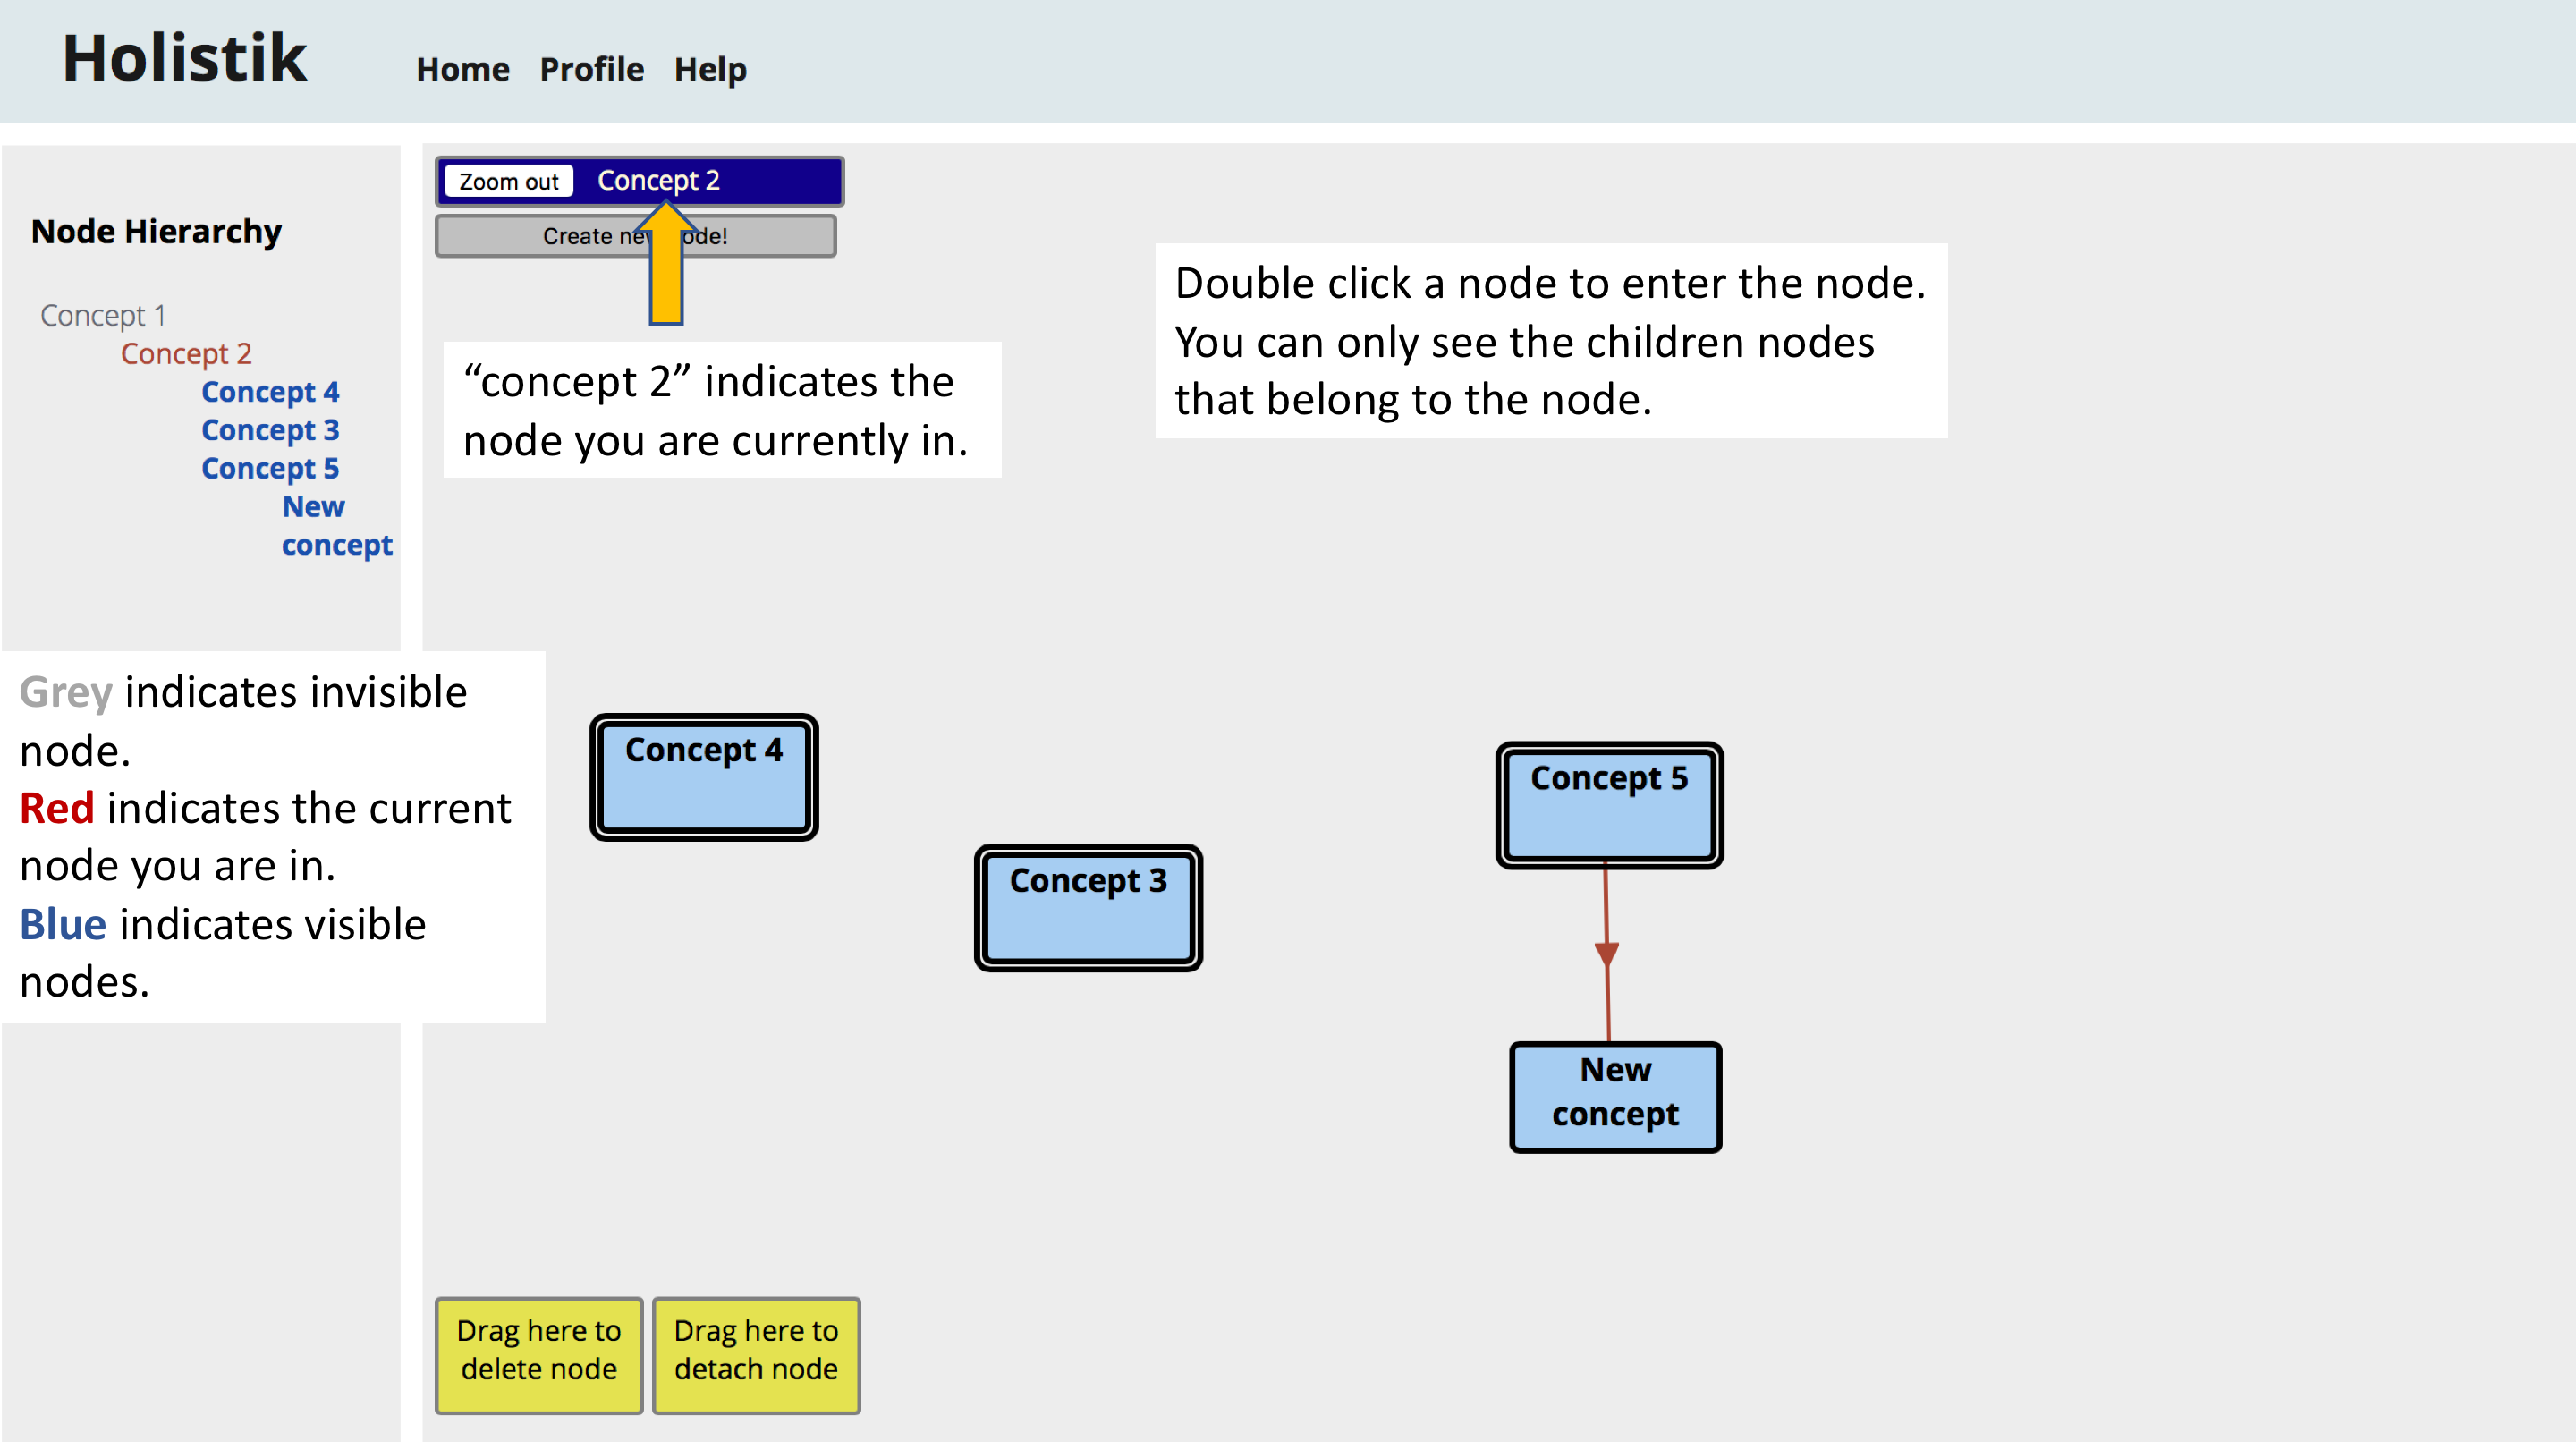 Holistik
Home Profile Help
Node Hierarchy
Concept 1
Concept 2
Concept 4
Concept 3
Concept 5
New
concept
Zoom out Concept 2
Create ne ode!
“concept 2” indicates the
node you are currently in.
Double click a node to enter the node.
You can only see the children nodes
that belong to the node.
Grey indicates invisible
node.
Red indicates the current
node you are in.
Blue indicates visible
nodes.
Concept 4
Concept 3
Concept 5
New
concept
Drag here to
delete node
Drag here to
detach node